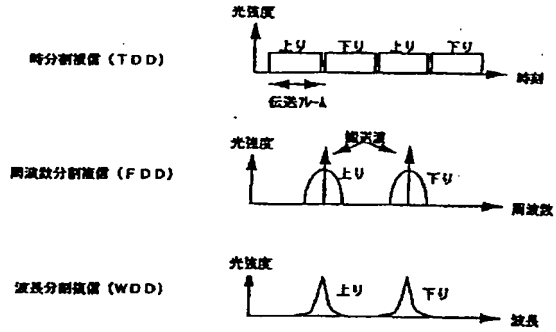 光強度
時分割複信（TDD）
上り 下り 上り 下り
時刻
伝送フレーム
搬送波
光強度
周波数分割複信（FDD）
上り 下り
周波数
光強度
波長分割複信（WDD）
上り 下り
波長